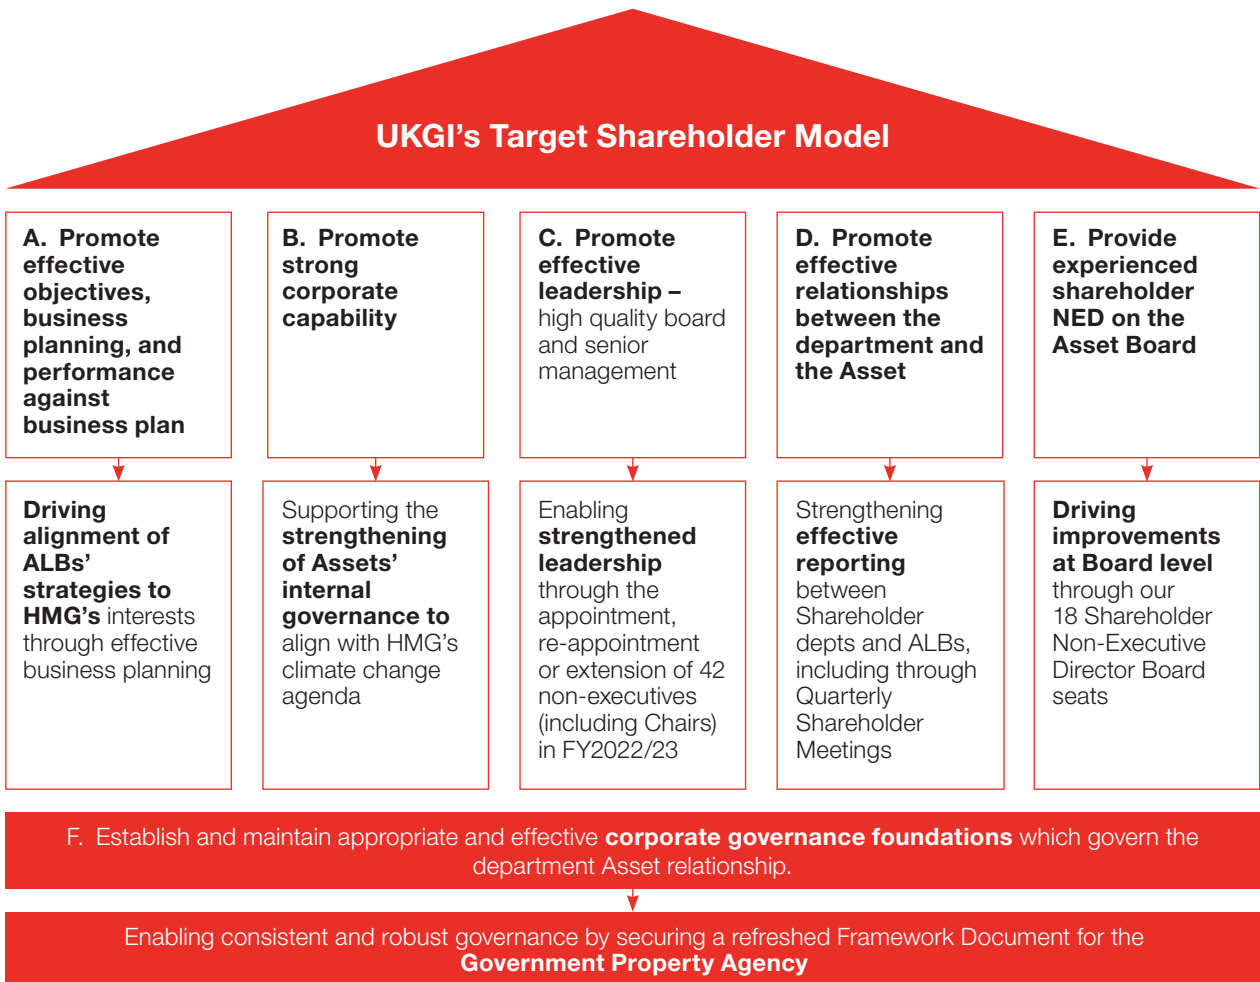 UKGI’s Target Shareholder Model
A. Promote
effective
objectives,
business
planning, and
performance
against
business plan
B. Promote
strong
corporate
capability
C. Promote
effective
leadership –
high quality board
and senior
management
D. Promote
effective
relationships
between the
department and
the Asset
E. Provide
experienced
shareholder
NED on the
Asset Board
Driving
alignment of
ALBs’
strategies to
HMG’s interests
through effective
business planning
Supporting the
strengthening
of Assets’
internal
governance to
align with HMG’s
climate change
agenda
Enabling
strengthened
leadership
through the
appointment,
re-appointment
or extension of 42
non-executives
(including Chairs)
in FY2022/23
Strengthening
effective
reporting
between
Shareholder
depts and ALBs,
including through
Quarterly
Shareholder
Meetings
Driving
improvements
at Board level
through our
18 Shareholder
Non-Executive
Director Board
seats
F. Establish and maintain appropriate and effective corporate governance foundations which govern the
department Asset relationship.
Enabling consistent and robust governance by securing a refreshed Framework Document for the
Government Property Agency